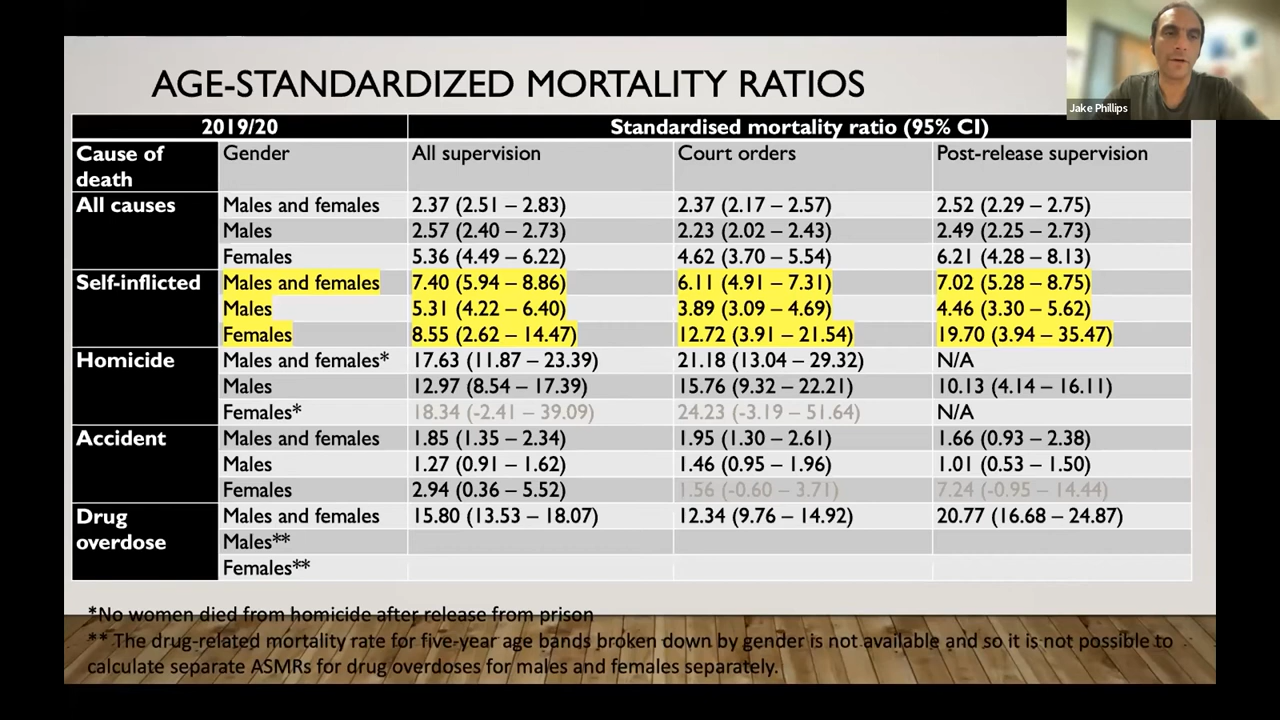 AGE-STANDARDIZED MORTALITY RATIOS
Jake Phillips
2019/20 Standardised mortality ratio (95% CI)
Cause of death Gender All supervision Court orders Post-release supervision
All causes Males and females 2.37 (2.51 – 2.83) 2.37 (2.17 – 2.57) 2.52 (2.29 – 2.75)
Males 2.57 (2.40 – 2.73) 2.23 (2.02 – 2.43) 2.49 (2.25 – 2.73)
Females 5.36 (4.49 – 6.22) 4.62 (3.70 – 5.54) 6.21 (4.28 – 8.13)
Self-inflicted Males and females 7.40 (5.94 – 8.86) 6.11 (4.91 – 7.31) 7.02 (5.28 – 8.75)
Males 5.31 (4.22 – 6.40) 3.89 (3.09 – 4.69) 4.46 (3.30 – 5.62)
Females 8.55 (2.62 – 14.47) 12.72 (3.91 – 21.54) 19.70 (3.94 – 35.47)
Homicide Males and females* 17.63 (11.87 – 23.39) 21.18 (13.04 – 29.32) N/A
Males 12.97 (8.54 – 17.39) 15.76 (9.32 – 22.21) 10.13 (4.14 – 16.11)
Females* 18.34 (-2.41 – 39.09) 24.23 (-3.19 – 51.64) N/A
Accident Males and females 1.85 (1.35 – 2.34) 1.95 (1.30 – 2.61) 1.66 (0.93 – 2.38)
Males 1.27 (0.91 – 1.62) 1.46 (0.95 – 1.96) 1.01 (0.53 – 1.50)
Females 2.94 (0.36 – 5.52) 1.56 (-0.60 – 3.71) 7.24 (-0.95 – 14.44)
Drug overdose Males and females 15.80 (13.53 – 18.07) 12.34 (9.76 – 14.92) 20.77 (16.68 – 24.87)
Males**
Females**
*No women died from homicide after release from prison
** The drug-related mortality rate for five-year age bands broken down by gender is not available and so it is not possible to
calculate separate ASMRs for drug overdoses for males and females separately.